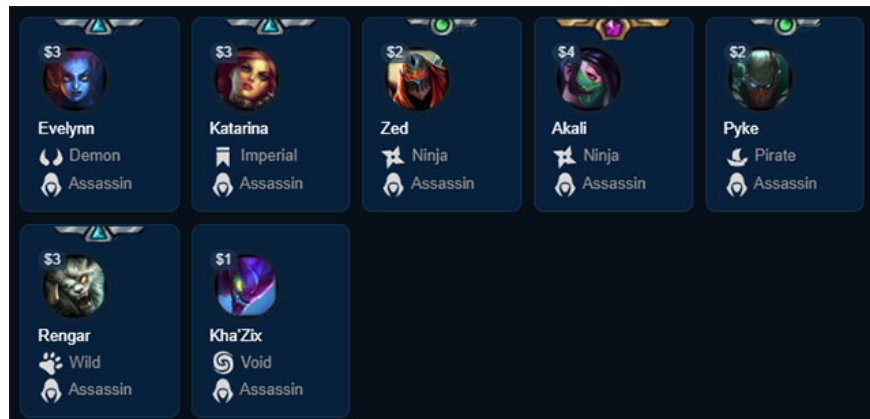 $3
Evelynn
Demon
Assassin
$3
Katarina
Imperial
Assassin
$2
Zed
Ninja
Assassin
$4
Akali
Ninja
Assassin
$2
Pyke
Pirate
Assassin
$3
Rengar
Wild
Assassin
$1
Kha'Zix
Void
Assassin